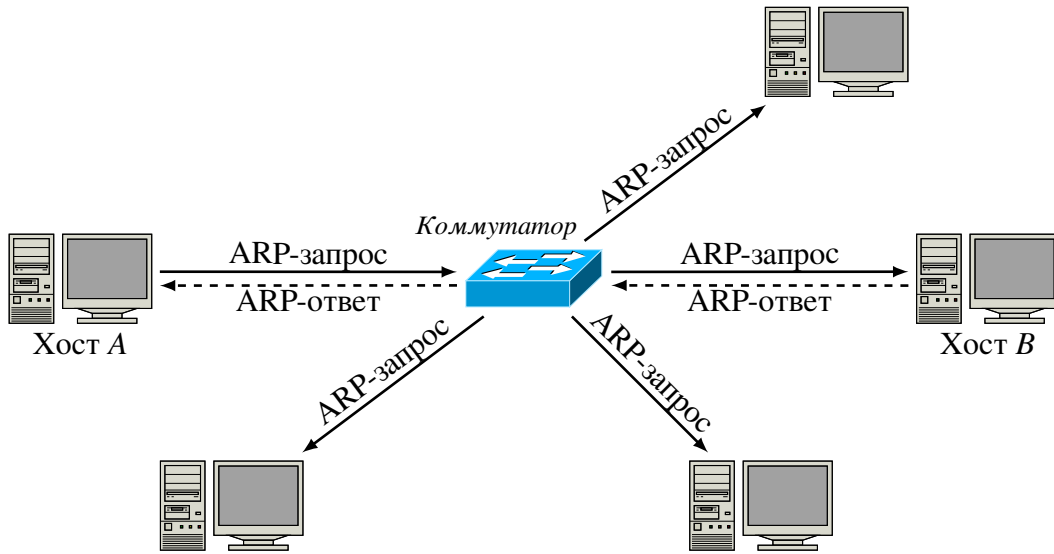 ARP-запрос
Коммутатор
ARP-запрос
ARP-запрос
ARP-ответ
ARP-ответ
Хост A
Хост B
ARP-запрос
ARP-запрос